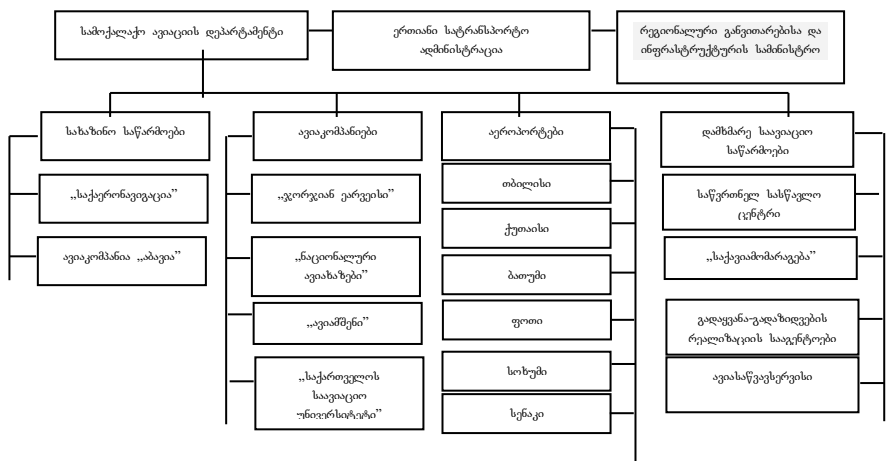 სამოქალაქო ავიაციის დეპარტამენტი
ერთიანი სატრანსპორტო
ადმინისტრაცია
რეგიონალური განვითარებისა და
ინფრასტრუქტურის სამინისტრო
სახაზინო საწარმოები
„საქაერონავიგაცია”
ავიაკომპანია „აბავია”
ავიაკომპანიები
„ჯორჯიან ეარვეისი”
„ნაციონალური
ავიახაზები”
„ავიამშენი”
„საქართველოს
საავიაციო
უნივერსიტეტი”
აეროპორტები
თბილისი
ქუთაისი
ბათუმი
ფოთი
სოხუმი
სენაკი
დამხმარე საავიაციო
საწარმოები
საწვრთნელ სასწავლო
ცენტრი
„საქავიამომარაგება”
გადაყვანა-გადაზიდვების
რეალიზაციის სააგენტოები
ავიასაწვავსერვისი